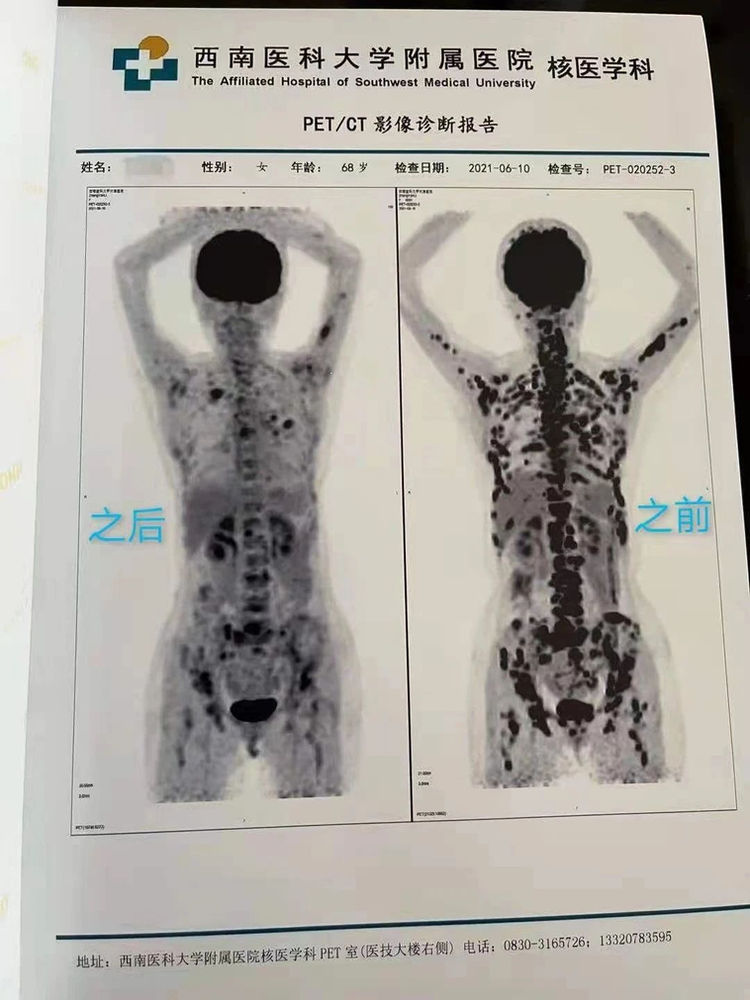 西南医科大学附属医院 核医学科
The Affiliated Hospital of Southwest Medical University
PET/CT 影像诊断报告
姓名: 性别: 女 年龄: 68 岁 检查日期: 2021-06-10 检查号: PET-020252-3
之后
之前
地址: 西南医科大学附属医院核医学科 PET 室(医技大楼右侧) 电话: 0830-3165726; 13320783595